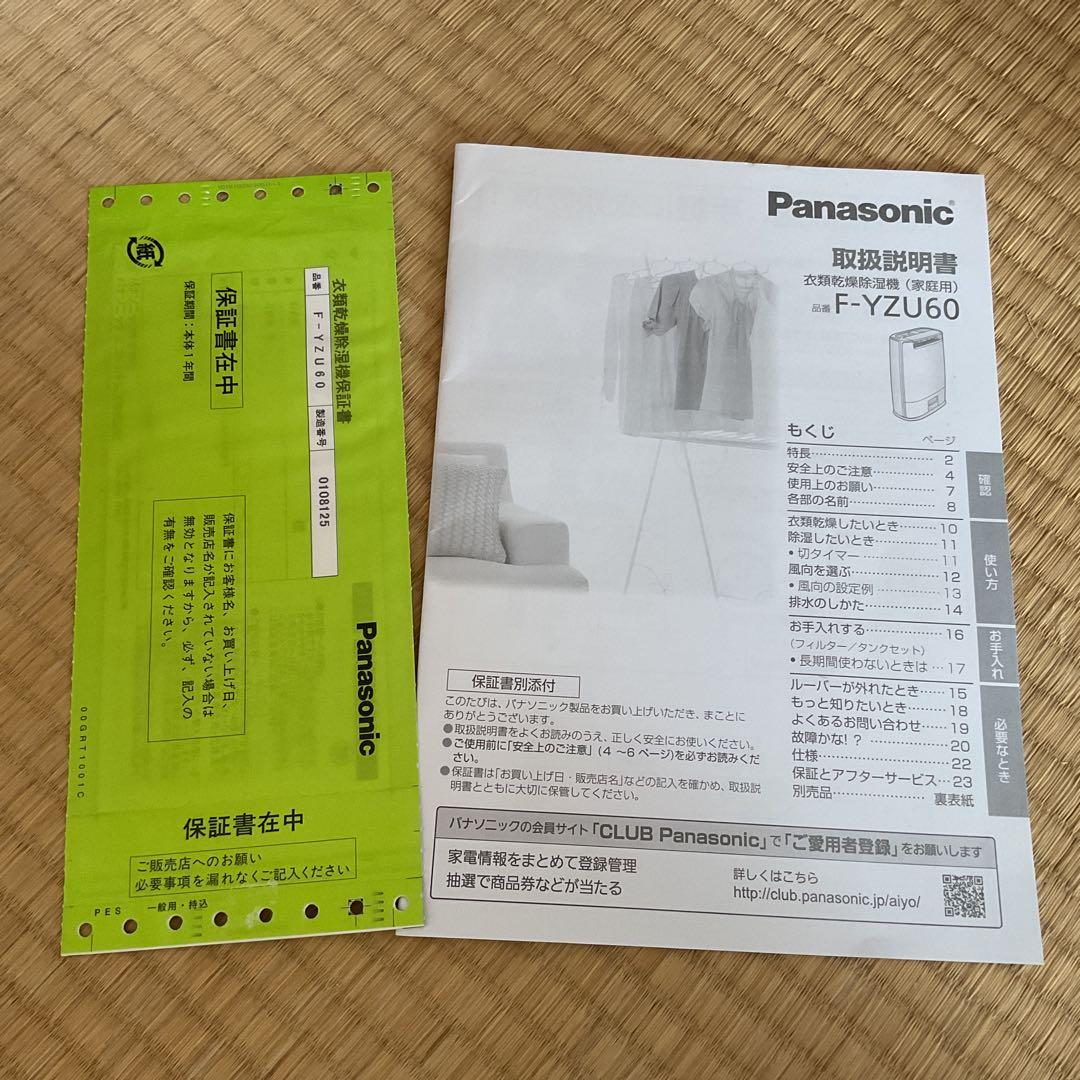 紙
保証書在中
保証期間：本体1年間
衣類乾燥除湿機保証書
品番 F-YZU60 製造番号 0108125
保証書にお客様名、お買い上げ日、
販売店名が記入されていない場合は
無効となりますから、必ず、記入の
有無をご確認ください。
Panasonic
00GRT1001C
保証書在中
ご販売店へのお願い
必要事項を漏れなくご記入ください
PES 一般用・持込
Panasonic
取扱説明書
衣類乾燥除湿機（家庭用）
品番 F-YZU60
もくじ ページ
特長…………………… 2
安全上のご注意………… 4
使用上のお願い………… 7
各部の名前……………… 8
確認
衣類乾燥したいとき……… 10
除湿したいとき………… 11
・切タイマー…………… 11
風向を選ぶ…………… 12
・風向の設定例………… 13
排水のしかた………… 14
使い方
お手入れする………… 16
（フィルター／タンクセット）
・長期間使わないときは … 17
お手入れ
ルーバーが外れたとき…… 15
もっと知りたいとき……… 18
よくあるお問い合わせ…… 19
故障かな!？…………… 20
仕様…………………… 22
保証とアフターサービス… 23
別売品………………… 裏表紙
必要なとき
保証書別添付
このたびは、パナソニック製品をお買い上げいただき、まことに
ありがとうございます。
●取扱説明書をよくお読みのうえ、正しく安全にお使いください。
●ご使用前に「安全上のご注意」（4 〜6 ページ）を必ずお読みくだ
さい。
●保証書は「お買い上げ日・販売店名」などの記入を確かめ、取扱説
明書とともに大切に保管してください。
パナソニックの会員サイト「CLUB Panasonic」で「ご愛用者登録」をお願いします
家電情報をまとめて登録管理
抽選で商品券などが当たる
詳しくはこちら
http://club.panasonic.jp/aiyo/